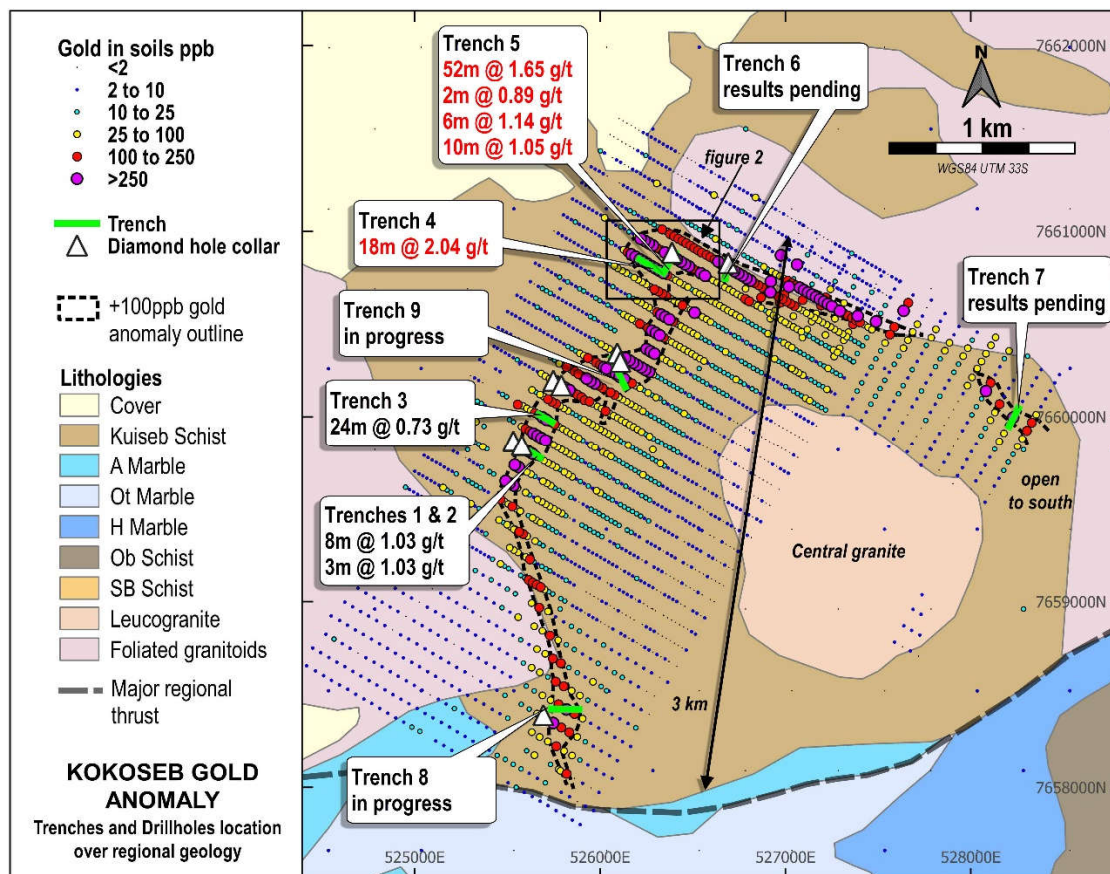 Gold in soils ppb
<2
2 to 10
10 to 25
25 to 100
100 to 250
>250
Trench
Diamond hole collar
+100ppb gold
anomaly outline
Lithologies
Cover
Kuiseb Schist
A Marble
Ot Marble
H Marble
Ob Schist
SB Schist
Leucogranite
Foliated granitoids
Major regional
thrust
KOKOSEB GOLD
ANOMALY
Trenches and Drillholes location
over regional geology
Trench 5
52m @ 1.65 g/t
2m @ 0.89 g/t
6m @ 1.14 g/t
10m @ 1.05 g/t
Trench 6
results pending
figure 2
N
1 km
WGS84 UTM 33S
7662000N
Trench 4
18m @ 2.04 g/t
7661000N
Trench 7
results pending
Trench 9
in progress
Trench 3
24m @ 0.73 g/t
7660000N
open
to south
Trenches 1 & 2
8m @ 1.03 g/t
3m @ 1.03 g/t
Central granite
7659000N
3 km
Trench 8
in progress
7658000N
525000E
526000E
527000E
528000E